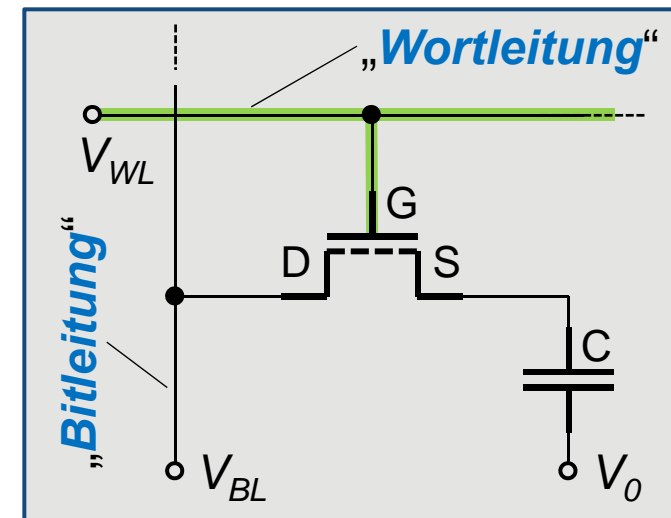 „Wortleitung“
V_WL
G
D
S
„Bitleitung“
C
V_BL
V_0